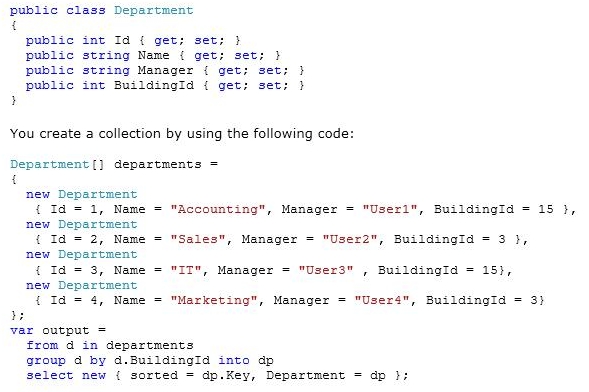 public class Department
{
public int Id { get; set; }
public string Name { get; set; }
public string Manager { get; set; }
public int BuildingId { get; set; }
}
You create a collection by using the following code:
Department[] departments =
{
new Department
{ Id = 1, Name = "Accounting", Manager = "User1", BuildingId = 15 },
new Department
{ Id = 2, Name = "Sales", Manager = "User2", BuildingId = 3 },
new Department
{ Id = 3, Name = "IT", Manager = "User3" , BuildingId = 15},
new Department
{ Id = 4, Name = "Marketing", Manager = "User4", BuildingId = 3}
};
var output =
from d in departments
group d by d.BuildingId into dp
select new { sorted = dp.Key, Department = dp };